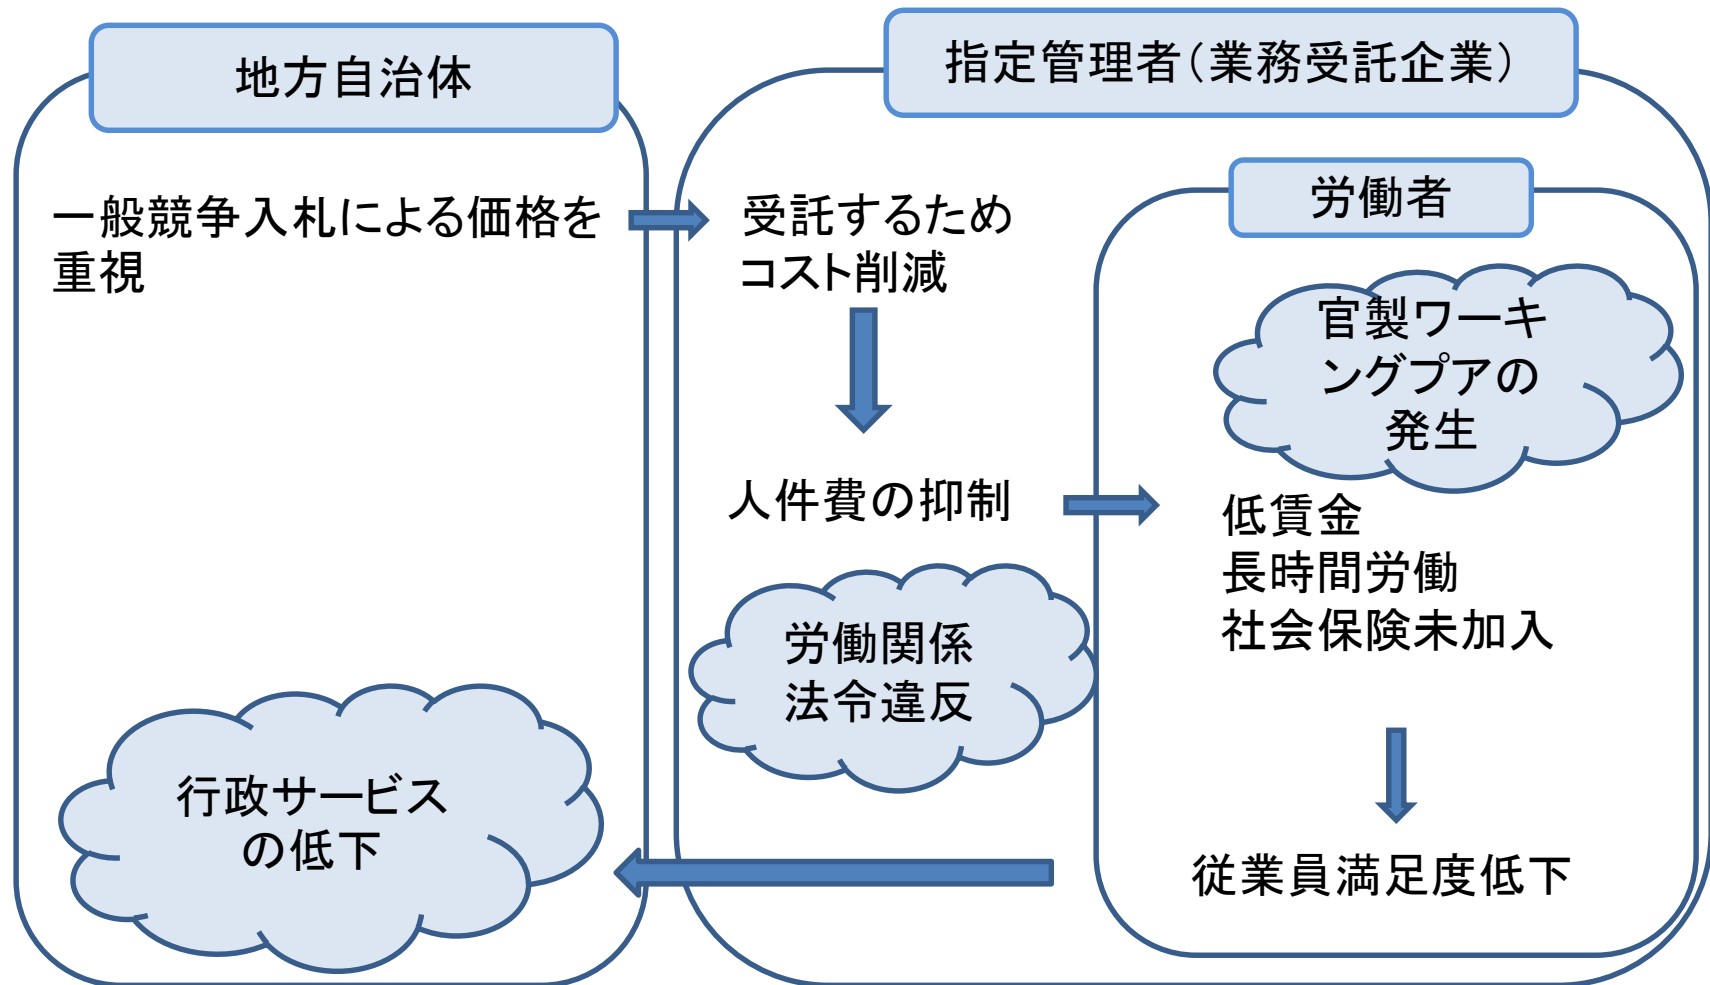 地方自治体
一般競争入札による価格を
重視
行政サービス
の低下
指定管理者(業務受託企業)
受託するため
コスト削減
人件費の抑制
労働関係
法令違反
労働者
官製ワーキ
ングプアの
発生
低賃金
長時間労働
社会保険未加入
従業員満足度低下